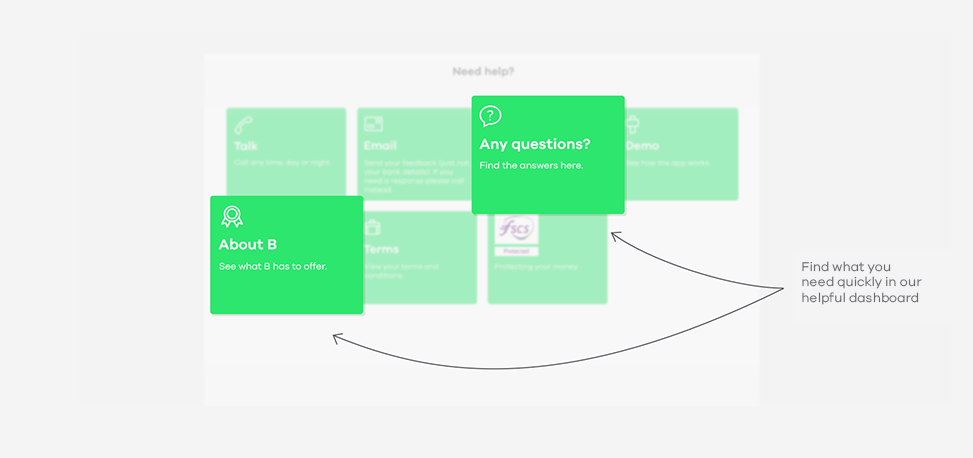 Need help?
Talk
Call any time, day or night.
Email
Send your feedback (just not
your bank details). If you
need a response please call
instead.
Any questions?
Find the answers here.
Demo
See how the app works.
About B
See what B has to offer.
Terms
View your terms and
conditions
FSCS
Protected
Protecting your money
Find what you
need quickly in our
helpful dashboard